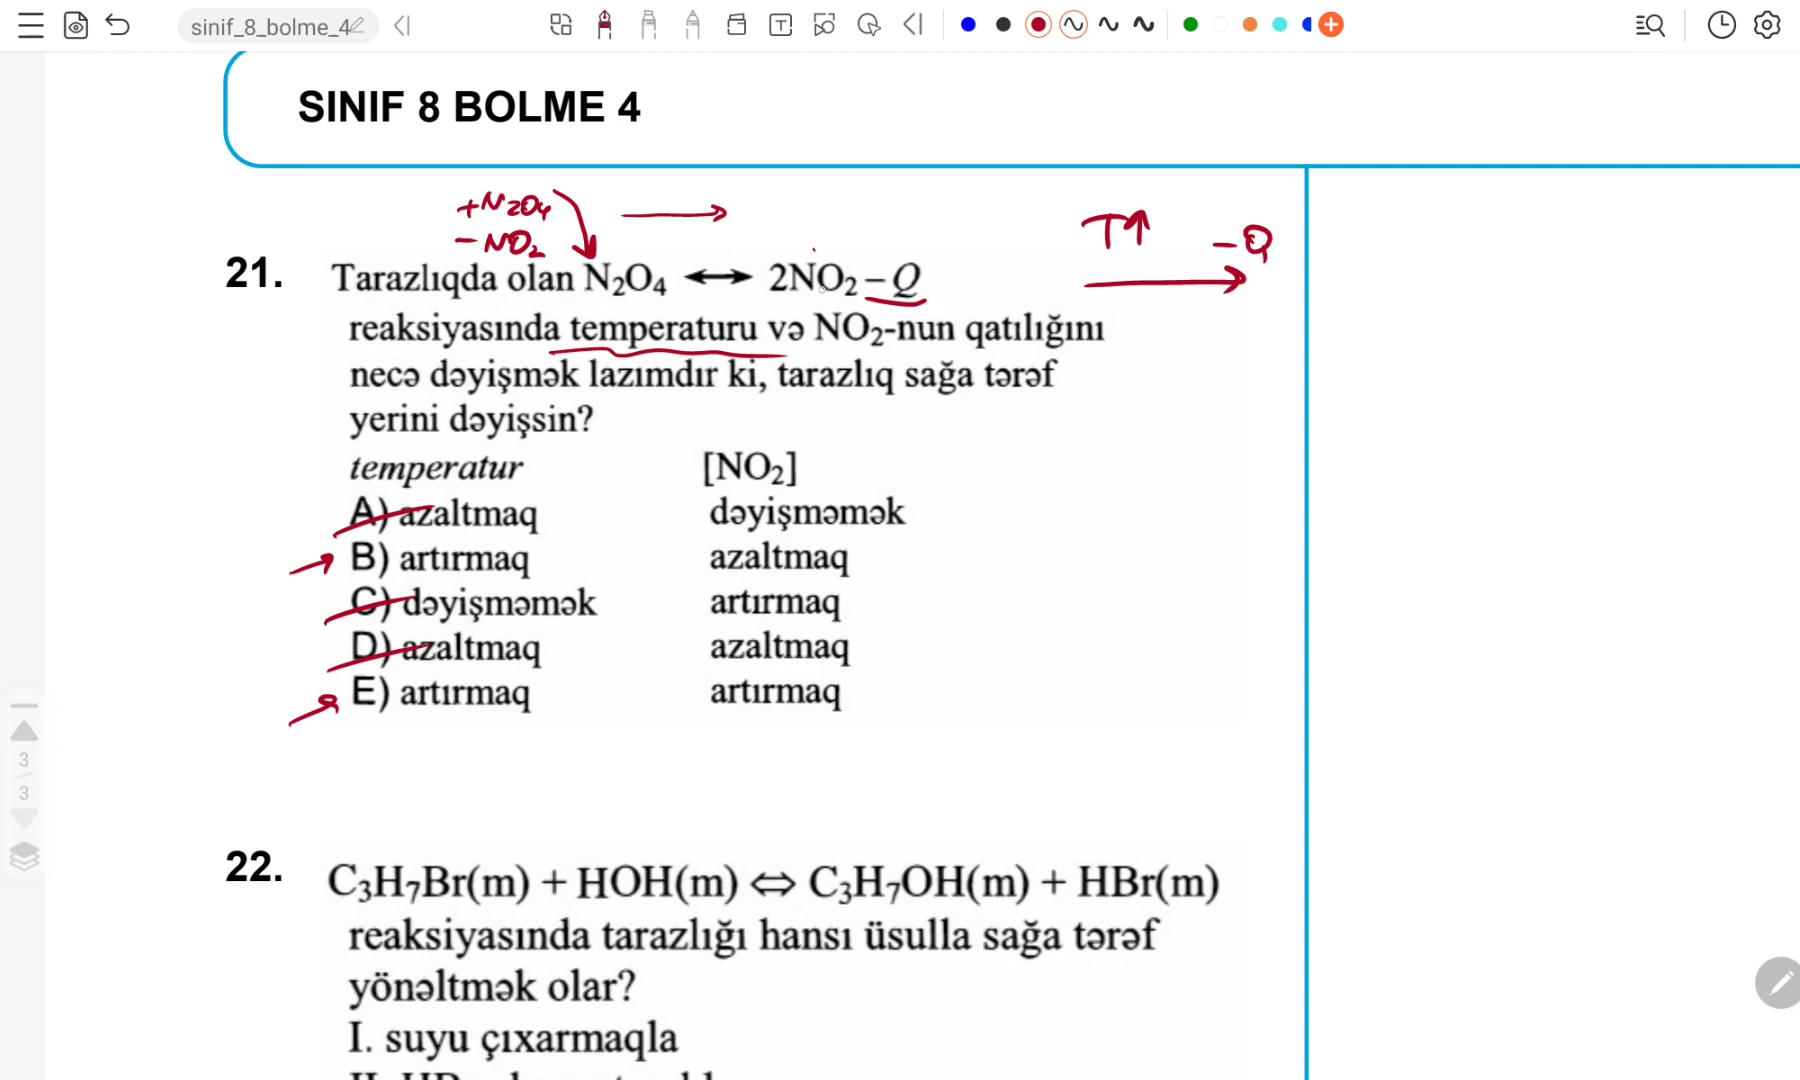 sinif_8_bolme_4
SINIF 8 BOLME 4
+N2O4
- NO2
T↑
- Q
21. Tarazlıqda olan N₂O₄ ⟷ 2NO₂ – Q
reaksiyasında temperaturu və NO₂-nun qatılığını
necə dəyişmək lazımdır ki, tarazlıq sağa tərəf
yerini dəyişsin?
temperatur [NO₂]
A) azaltmaq dəyişməmək
B) artırmaq azaltmaq
C) dəyişməmək artırmaq
D) azaltmaq azaltmaq
E) artırmaq artırmaq
3
3
22. C₃H₇Br(m) + HOH(m) ⇔ C₃H₇OH(m) + HBr(m)
reaksiyasında tarazlığı hansı üsulla sağa tərəf
yönəltmək olar?
I. suyu çıxarmaqla